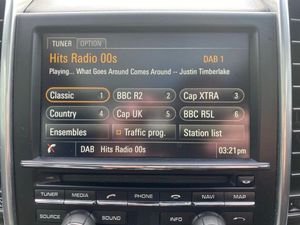 TUNER OPTION
Hits Radio 00s DAB 1
Playing... What Goes Around Comes Around -- Justin Timberlake
Classic 1 BBC R2 2 Cap XTRA 3
Country 4 Cap UK 5 BBC R5L 6
Ensembles Traffic prog. Station list
DAB Hits Radio 00s 03:21pm
TUNER MEDIA PHONE NAVI MAP
SOURCE INFO